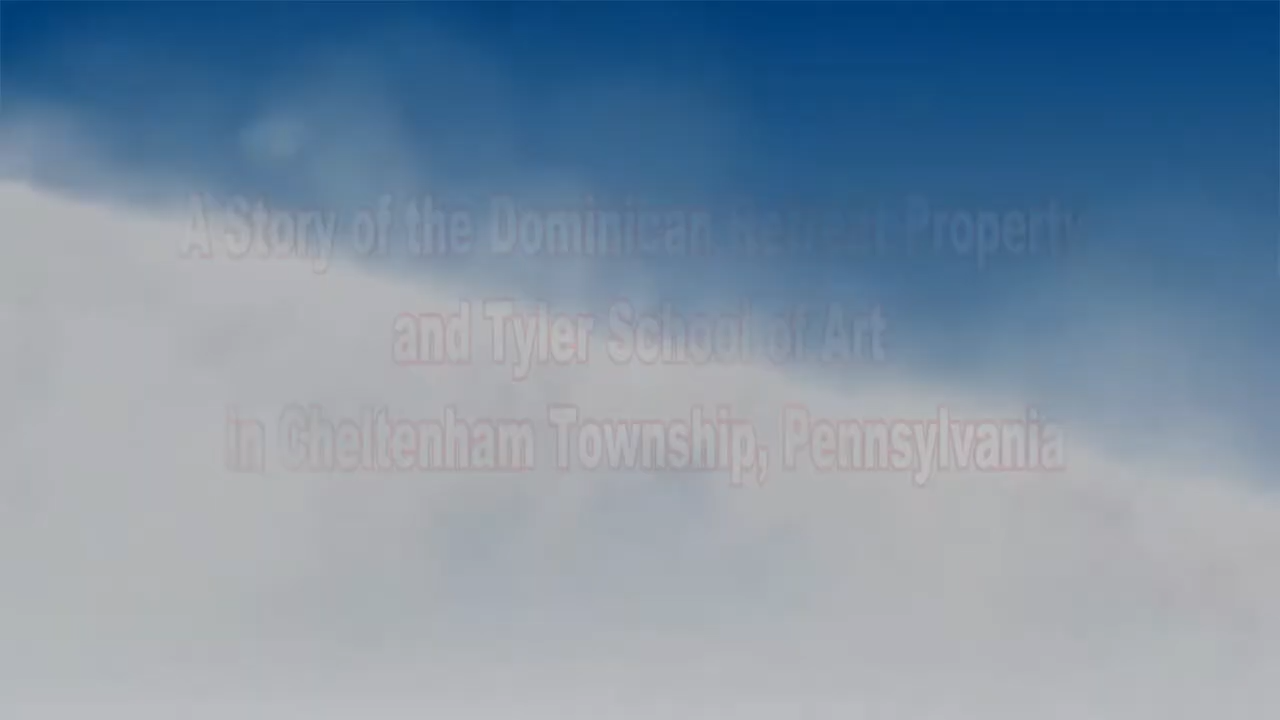 A Story of the Dominican Retreat Property
and Tyler School of Art
in Cheltenham Township, Pennsylvania